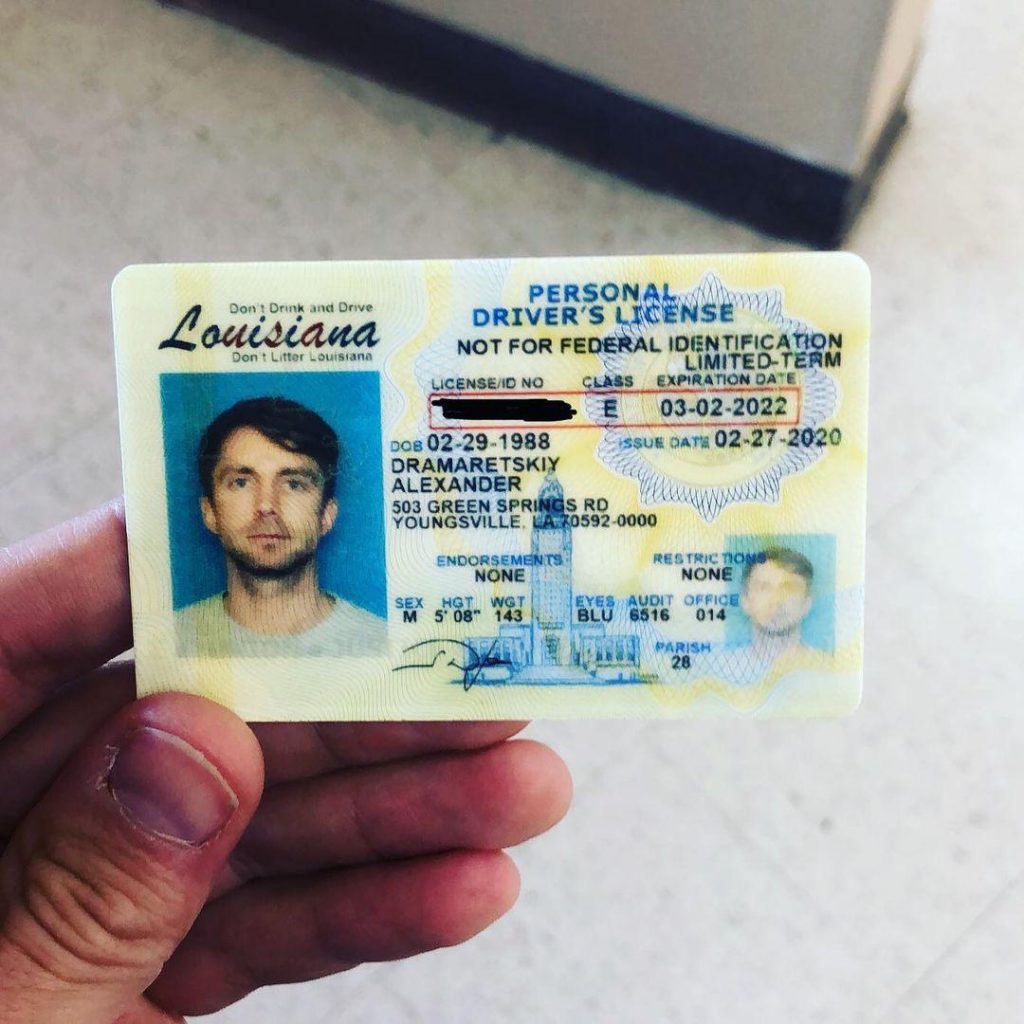 Don't Drink and Drive
Louisiana
Don't Litter Louisiana
PERSONAL
DRIVER'S LICENSE
NOT FOR FEDERAL IDENTIFICATION
LIMITED-TERM
LICENSE/ID NO CLASS EXPIRATION DATE
E 03-02-2022
DOB 02-29-1988 ISSUE DATE 02-27-2020
DRAMARETSKIY
ALEXANDER
503 GREEN SPRINGS RD
YOUNGSVILLE, LA 70592-0000
ENDORSEMENTS RESTRICTIONS
NONE NONE
SEX HGT WGT EYES AUDIT OFFICE
M 5' 08" 143 BLU 6516 014
PARISH
28